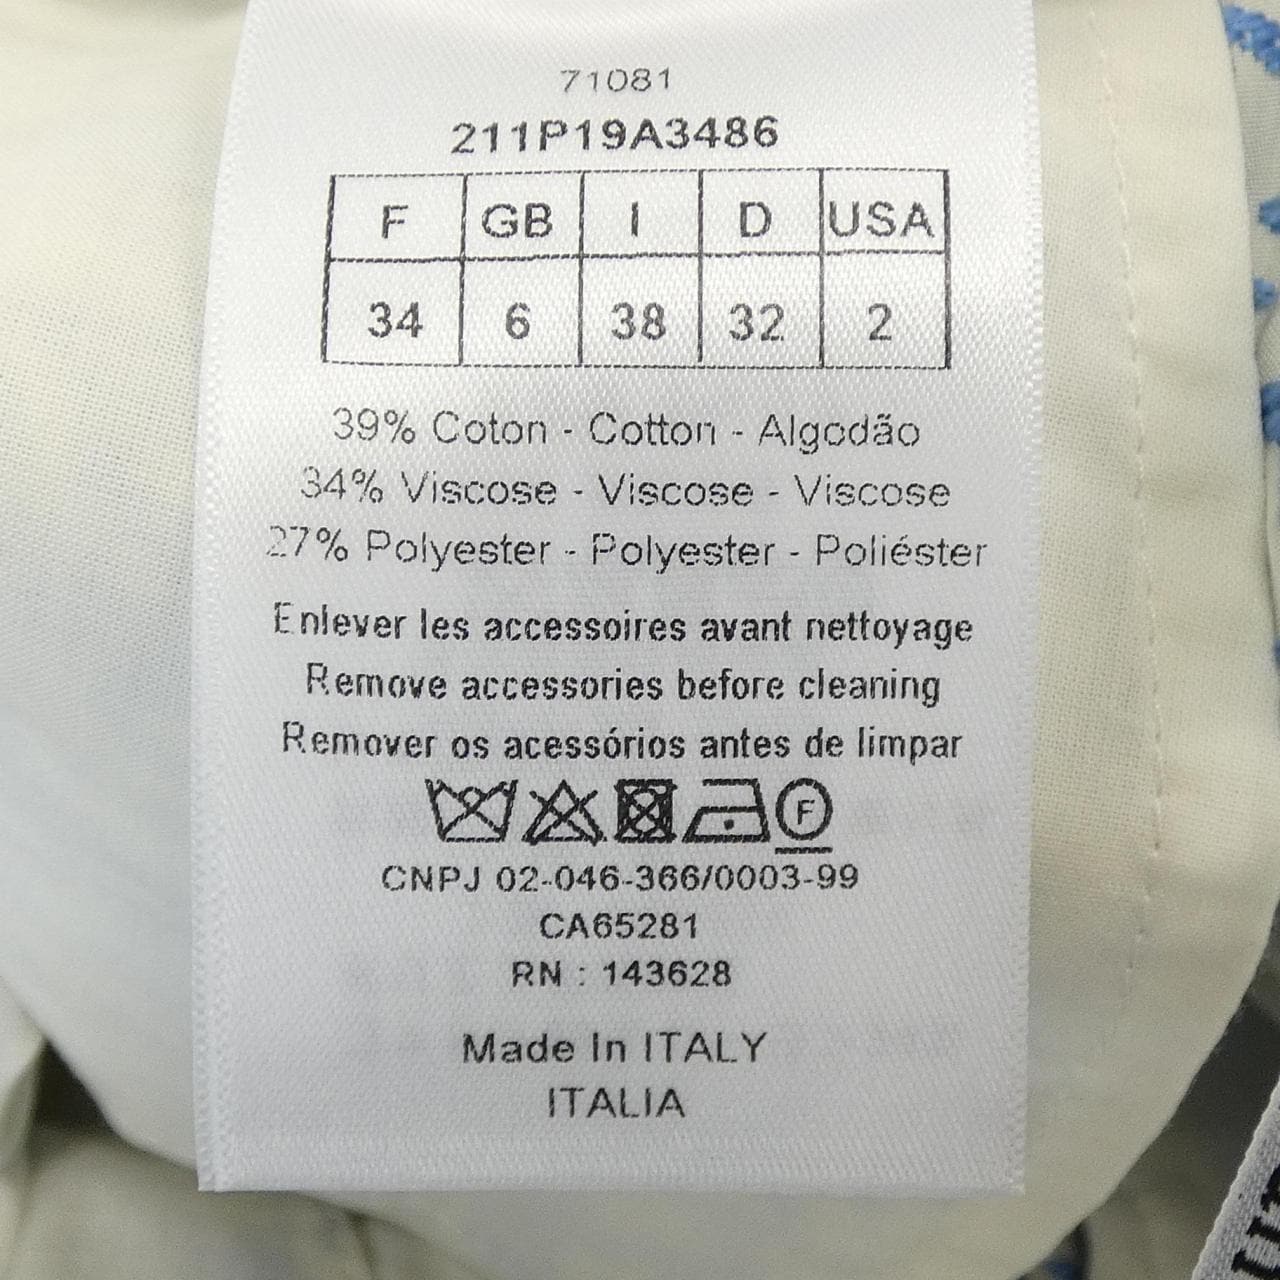 71081
211P19A3486
F GB I D USA
34 6 38 32 2
39% Coton - Cotton - Algodão
34% Viscose - Viscose - Viscose
27% Polyester - Polyester - Poliéster
Enlever les accessoires avant nettoyage
Remove accessories before cleaning
Remover os acessórios antes de limpar
F
CNPJ 02-046-366/0003-99
CA65281
RN : 143628
Made In ITALY
ITALIA